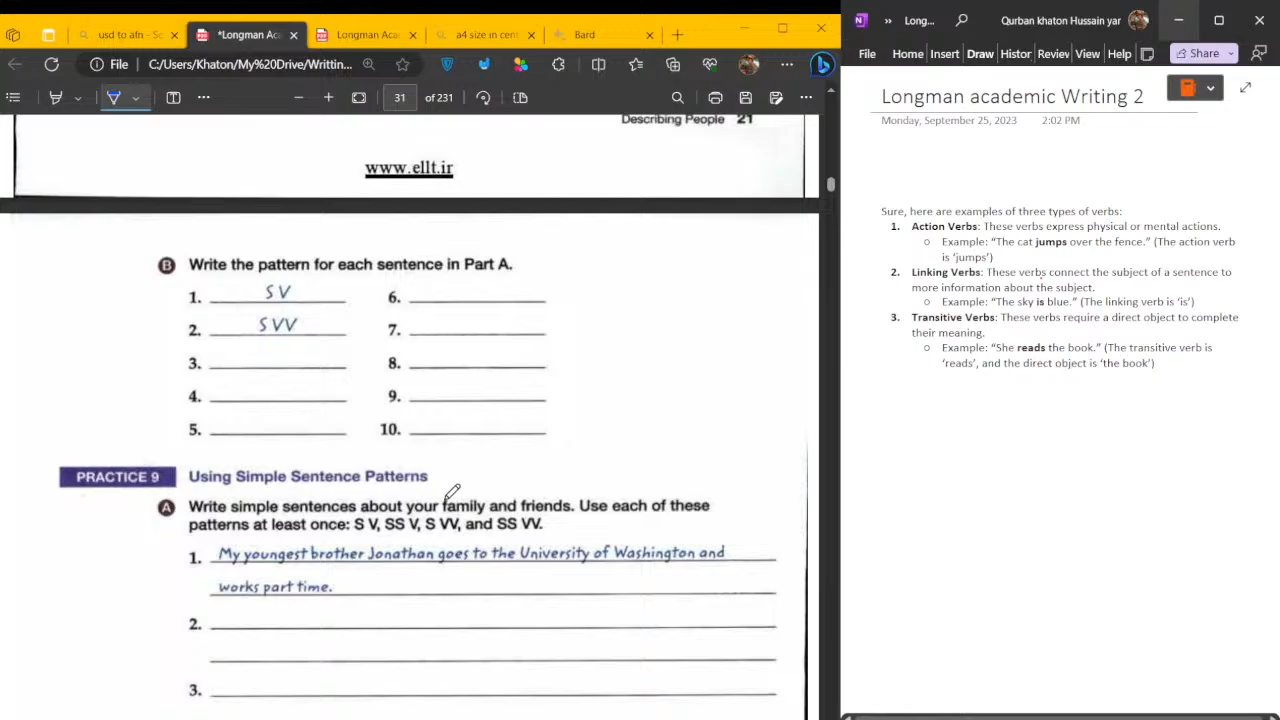 usd to afn - Sc
*Longman Aca
Longman Aca
a4 size in cent
Bard
File
C:/Users/Khaton/My%20Drive/Writtin...
31 of 231
Describing People 21
www.ellt.ir
B Write the pattern for each sentence in Part A.
1. S V 6.
2. S V V 7.
3. 8.
4. 9.
5. 10.
PRACTICE 9 Using Simple Sentence Patterns
A Write simple sentences about your family and friends. Use each of these
patterns at least once: S V, SS V, S VV, and SS VV.
1. My youngest brother Jonathan goes to the University of Washington and
works part time.
2.
3.
Long... Qurban khaton Hussain yar
File Home Insert Draw Histor Review View Help Share
Longman academic Writing 2
Monday, September 25, 2023 2:02 PM
Sure, here are examples of three types of verbs:
1. Action Verbs: These verbs express physical or mental actions.
○ Example: “The cat jumps over the fence.” (The action verb
is ‘jumps’)
2. Linking Verbs: These verbs connect the subject of a sentence to
more information about the subject.
○ Example: “The sky is blue.” (The linking verb is ‘is’)
3. Transitive Verbs: These verbs require a direct object to complete
their meaning.
○ Example: “She reads the book.” (The transitive verb is
‘reads’, and the direct object is ‘the book’)